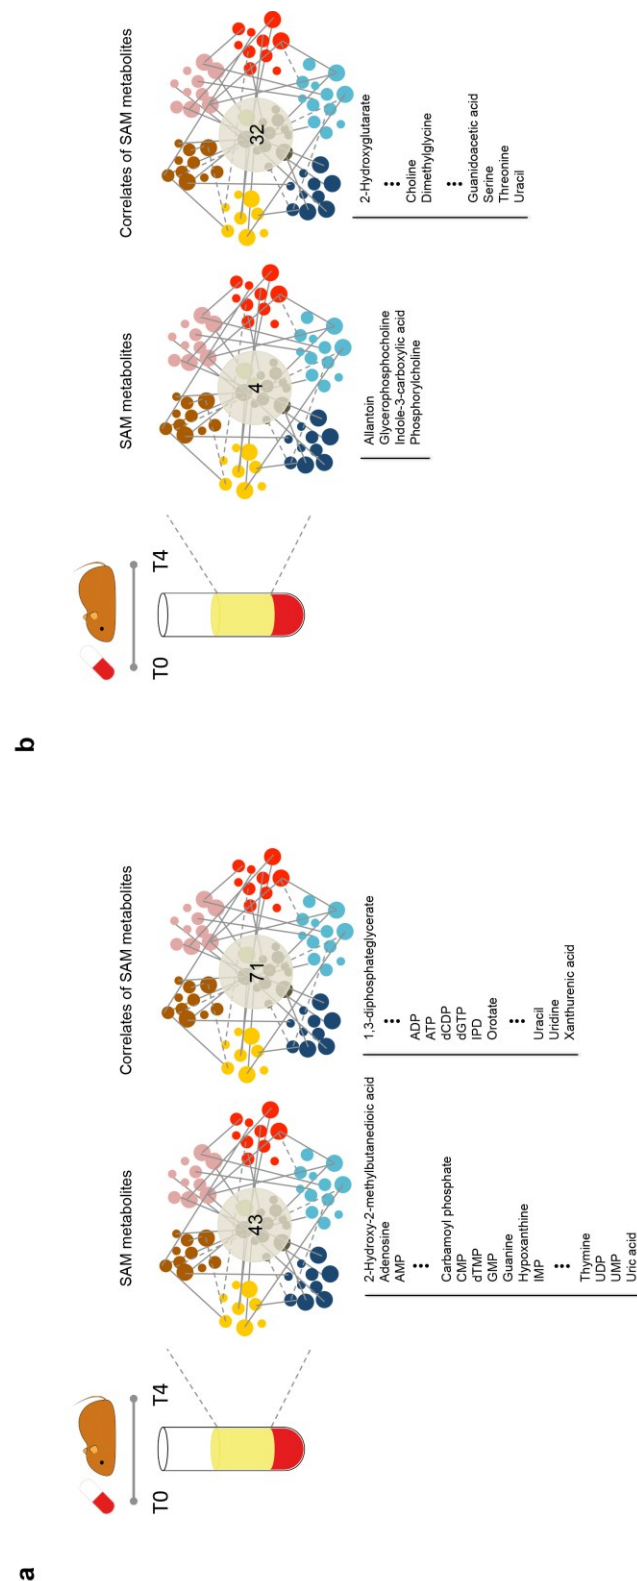 a
T0
T4
SAM metabolites
43
2-Hydroxy-2-methylbutanedioic acid
Adenosine
AMP
•••
Carbamoyl phosphate
CMP
dTMP
GMP
Guanine
Hypoxanthine
IMP
•••
Thymine
UDP
UMP
Uric acid
Correlates of SAM metabolites
71
1,3-diphosphateglycerate
•••
ADP
ATP
dCDP
dGTP
IPD
Orotate
•••
Uracil
Uridine
Xanthurenic acid
b
T0
T4
SAM metabolites
4
Allantoin
Glycerophosphocholine
Indole-3-carboxylic acid
Phosphorylcholine
Correlates of SAM metabolites
32
2-Hydroxyglutarate
•••
Choline
Dimethylglycine
•••
Guanidoacetic acid
Serine
Threonine
Uracil